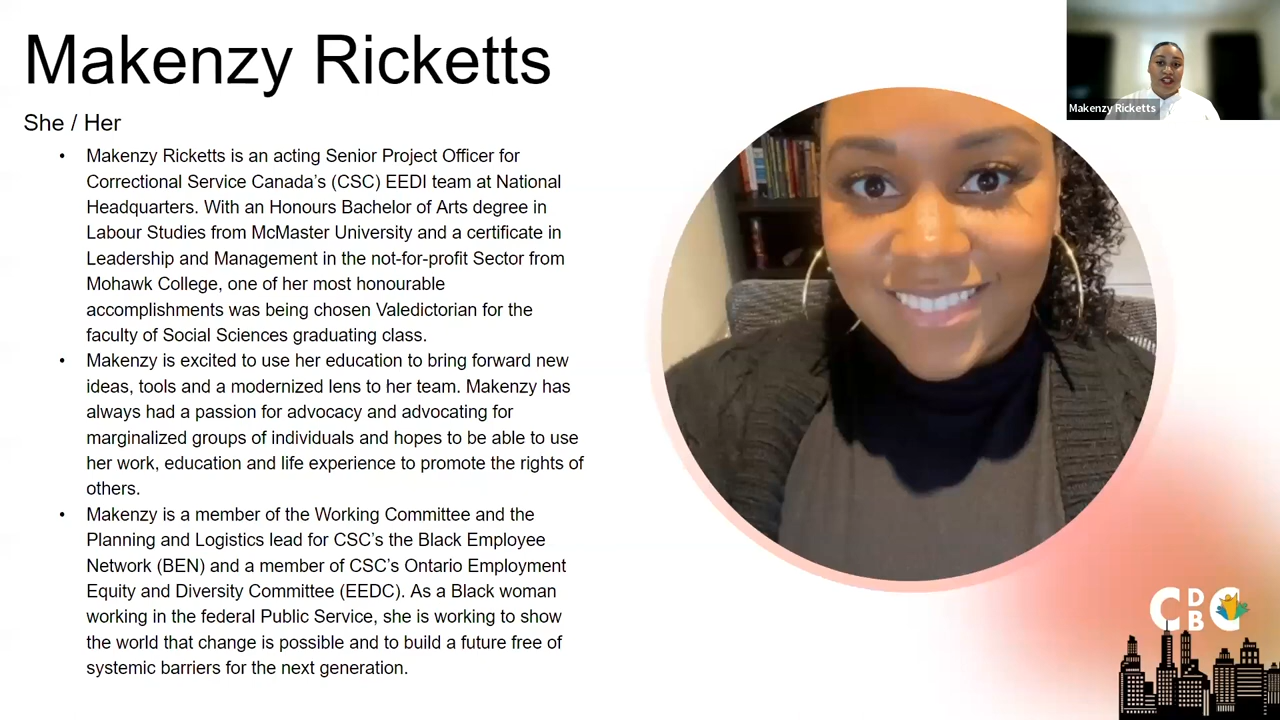 Makenzy Ricketts
She / Her
• Makenzy Ricketts is an acting Senior Project Officer for
Correctional Service Canada's (CSC) EEDI team at National
Headquarters. With an Honours Bachelor of Arts degree in
Labour Studies from McMaster University and a certificate in
Leadership and Management in the not-for-profit Sector from
Mohawk College, one of her most honourable
accomplishments was being chosen Valedictorian for the
faculty of Social Sciences graduating class.
• Makenzy is excited to use her education to bring forward new
ideas, tools and a modernized lens to her team. Makenzy has
always had a passion for advocacy and advocating for
marginalized groups of individuals and hopes to be able to use
her work, education and life experience to promote the rights of
others.
• Makenzy is a member of the Working Committee and the
Planning and Logistics lead for CSC's the Black Employee
Network (BEN) and a member of CSC's Ontario Employment
Equity and Diversity Committee (EEDC). As a Black woman
working in the federal Public Service, she is working to show
the world that change is possible and to build a future free of
systemic barriers for the next generation.
Makenzy Ricketts
CDBC